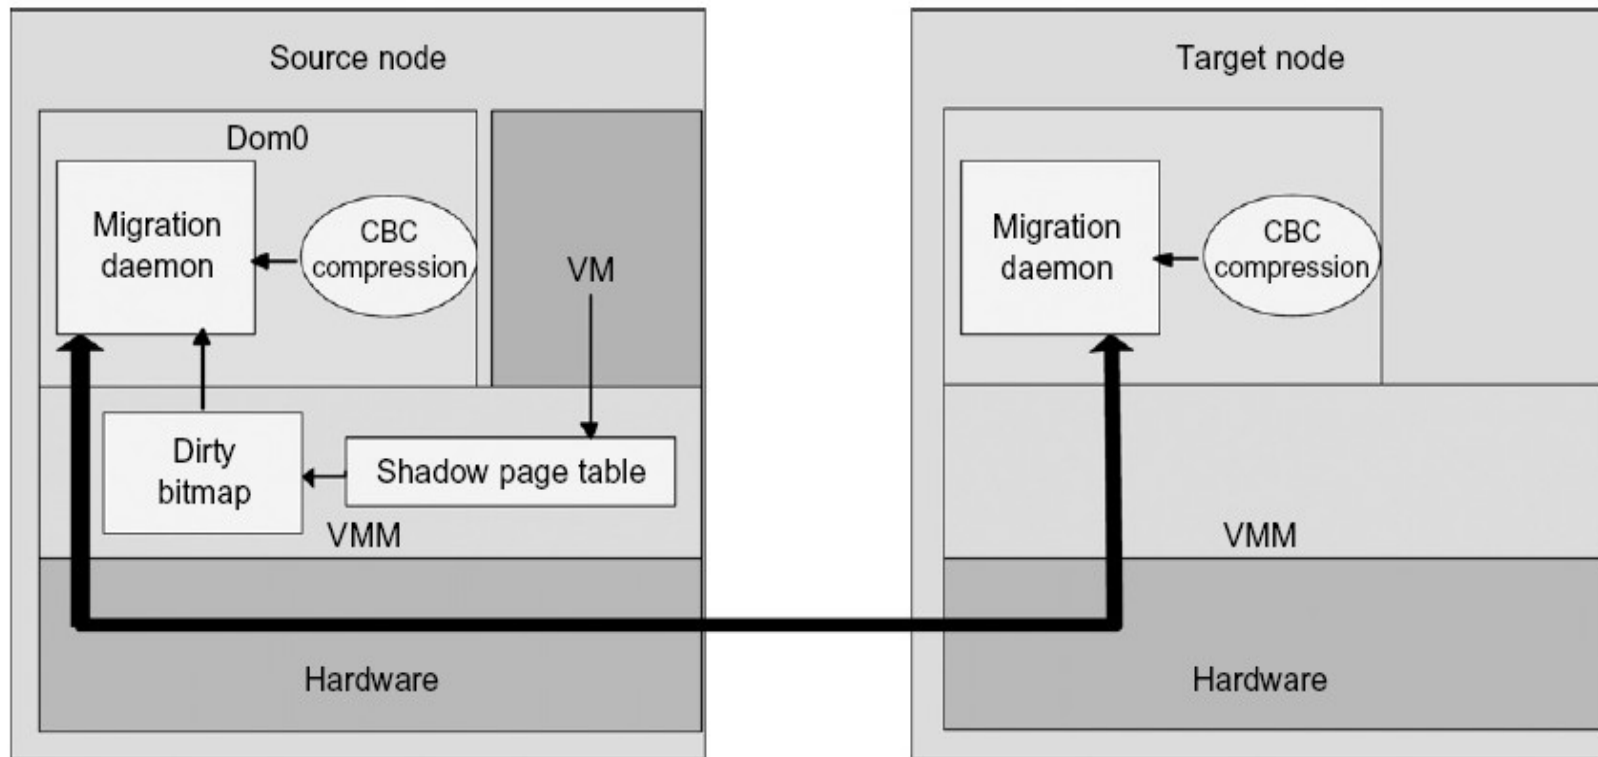 Source node
Dom0
Migration
daemon
CBC
compression
VM
Dirty
bitmap
Shadow page table
VMM
Hardware
Target node
Migration
daemon
CBC
compression
VMM
Hardware